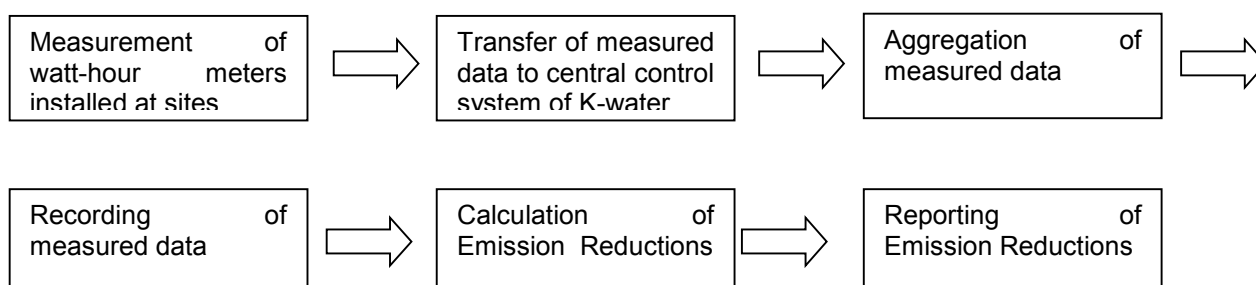 Measurement of
watt-hour meters
installed at sites
Transfer of measured
data to central control
system of K-water
Aggregation of
measured data
Recording of
measured data
Calculation of
Emission Reductions
Reporting of
Emission Reductions